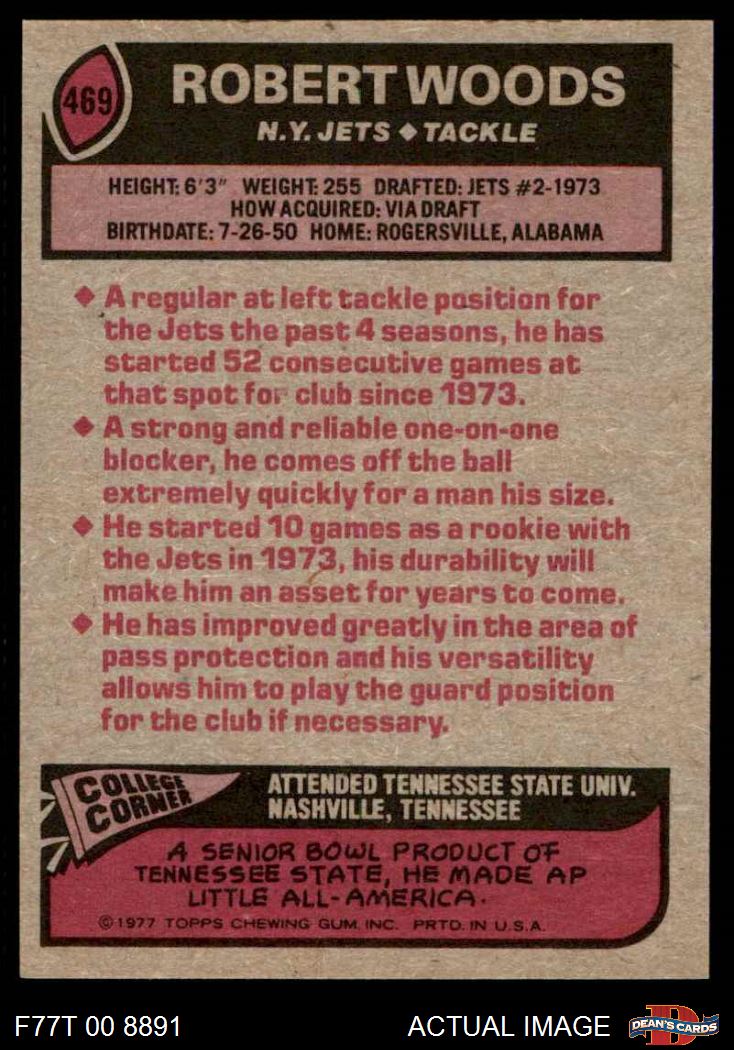 469
ROBERT WOODS
N.Y. JETS ◆ TACKLE
HEIGHT: 6'3" WEIGHT: 255 DRAFTED: JETS #2-1973
HOW ACQUIRED: VIA DRAFT
BIRTHDATE: 7-26-50 HOME: ROGERSVILLE, ALABAMA
◆ A regular at left tackle position for
the Jets the past 4 seasons, he has
started 52 consecutive games at
that spot for club since 1973.
◆ A strong and reliable one-on-one
blocker, he comes off the ball
extremely quickly for a man his size.
◆ He started 10 games as a rookie with
the Jets in 1973, his durability will
make him an asset for years to come.
◆ He has improved greatly in the area of
pass protection and his versatility
allows him to play the guard position
for the club if necessary.
COLLEGE
CORNER
ATTENDED TENNESSEE STATE UNIV.
NASHVILLE, TENNESSEE
A SENIOR BOWL PRODUCT OF
TENNESSEE STATE, HE MADE AP
LITTLE ALL-AMERICA.
©1977 TOPPS CHEWING GUM, INC. PRTD. IN U.S.A.
F77T 00 8891
ACTUAL IMAGE
D
DEAN'S CARDS